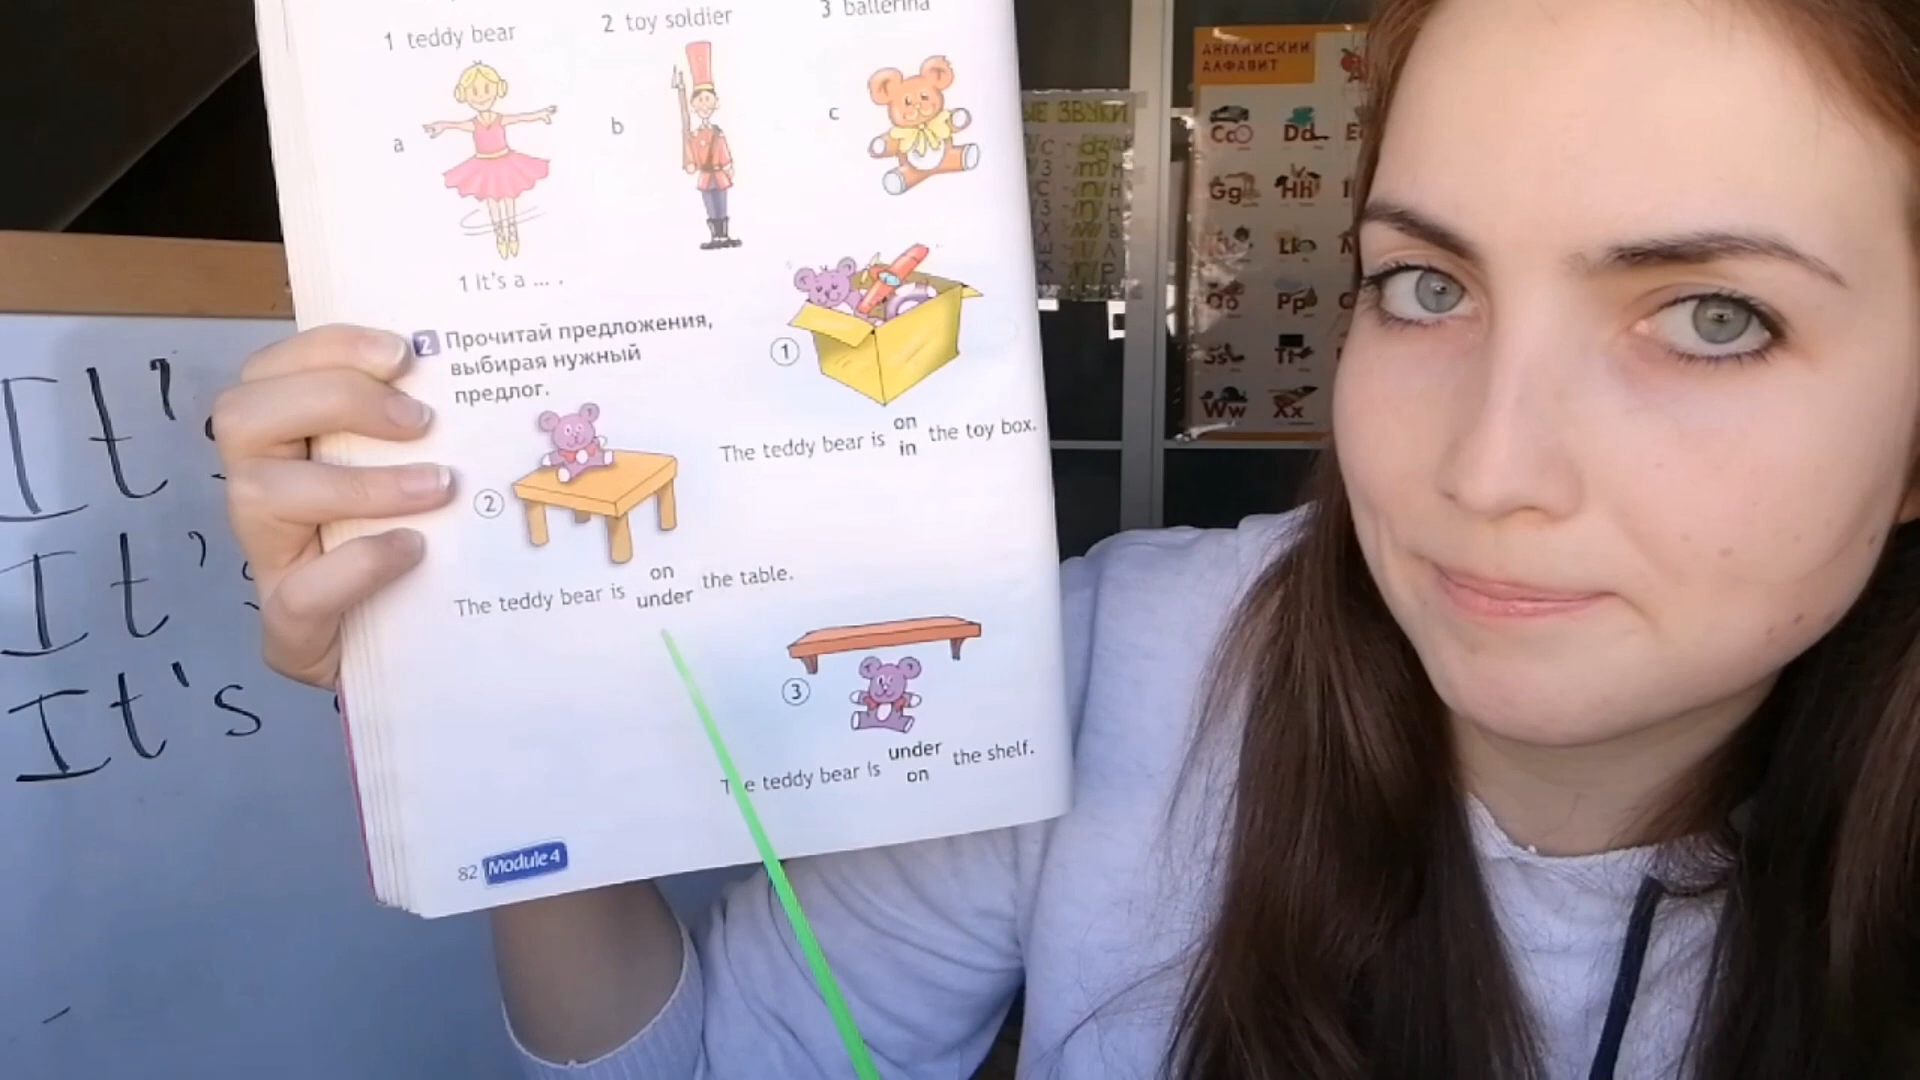 1 teddy bear
2 toy soldier
3 ballerina
a
b
c
1 it's a ... .
2 Прочитай предложения,
выбирая нужный
предлог.
1
The teddy bear is on the toy box.
in
2
The teddy bear is on the table.
under
3
The teddy bear is under the shelf.
on
82 Module 4
It's
It's
It's
АНГЛИЙСКИЙ
АЛФАВИТ
ЗВУКИ
Cc Dd
Gg Hh
Pp
Ss
Ww Xx